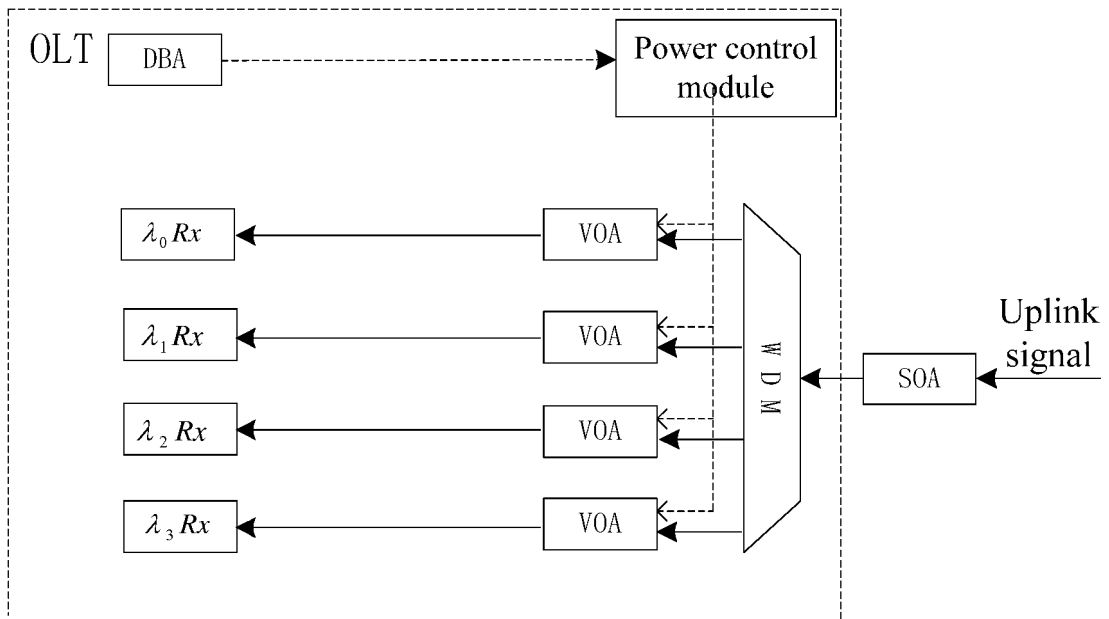 OLT
DBA
Power control
module
λ₀ Rx
VOA
λ₁ Rx
VOA
λ₂ Rx
VOA
λ₃ Rx
VOA
WDM
SOA
Uplink
signal